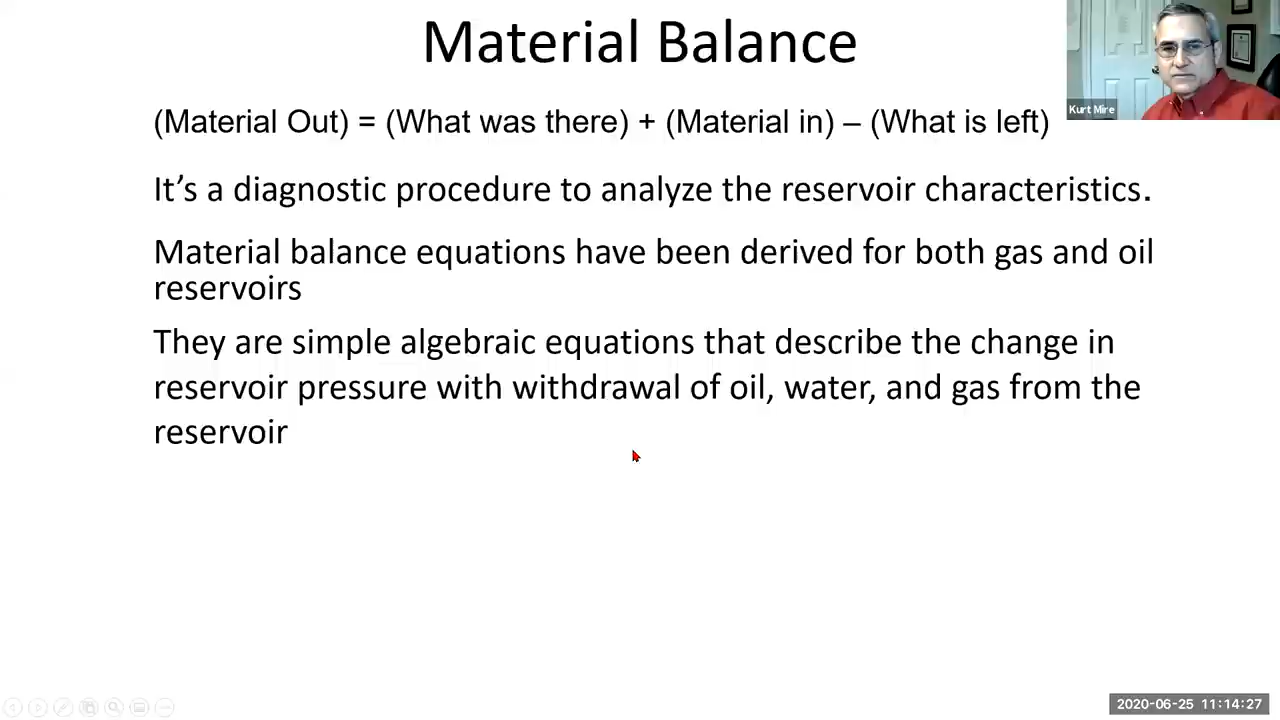 Material Balance
Kurt Mire
(Material Out) = (What was there) + (Material in) – (What is left)
It’s a diagnostic procedure to analyze the reservoir characteristics.
Material balance equations have been derived for both gas and oil
reservoirs
They are simple algebraic equations that describe the change in
reservoir pressure with withdrawal of oil, water, and gas from the
reservoir
2020-06-25 11:14:27